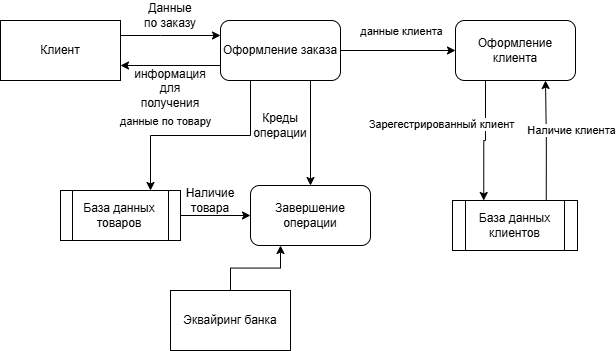 Данные
по заказу
Клиент
Оформление заказа
данные клиента
Оформление
клиента
информация
для
получения
данные по товару
Креды
операции
Зарегестрированный клиент
Наличие клиента
База данных
товаров
Наличие
товара
Завершение
операции
База данных
клиентов
Эквайринг банка